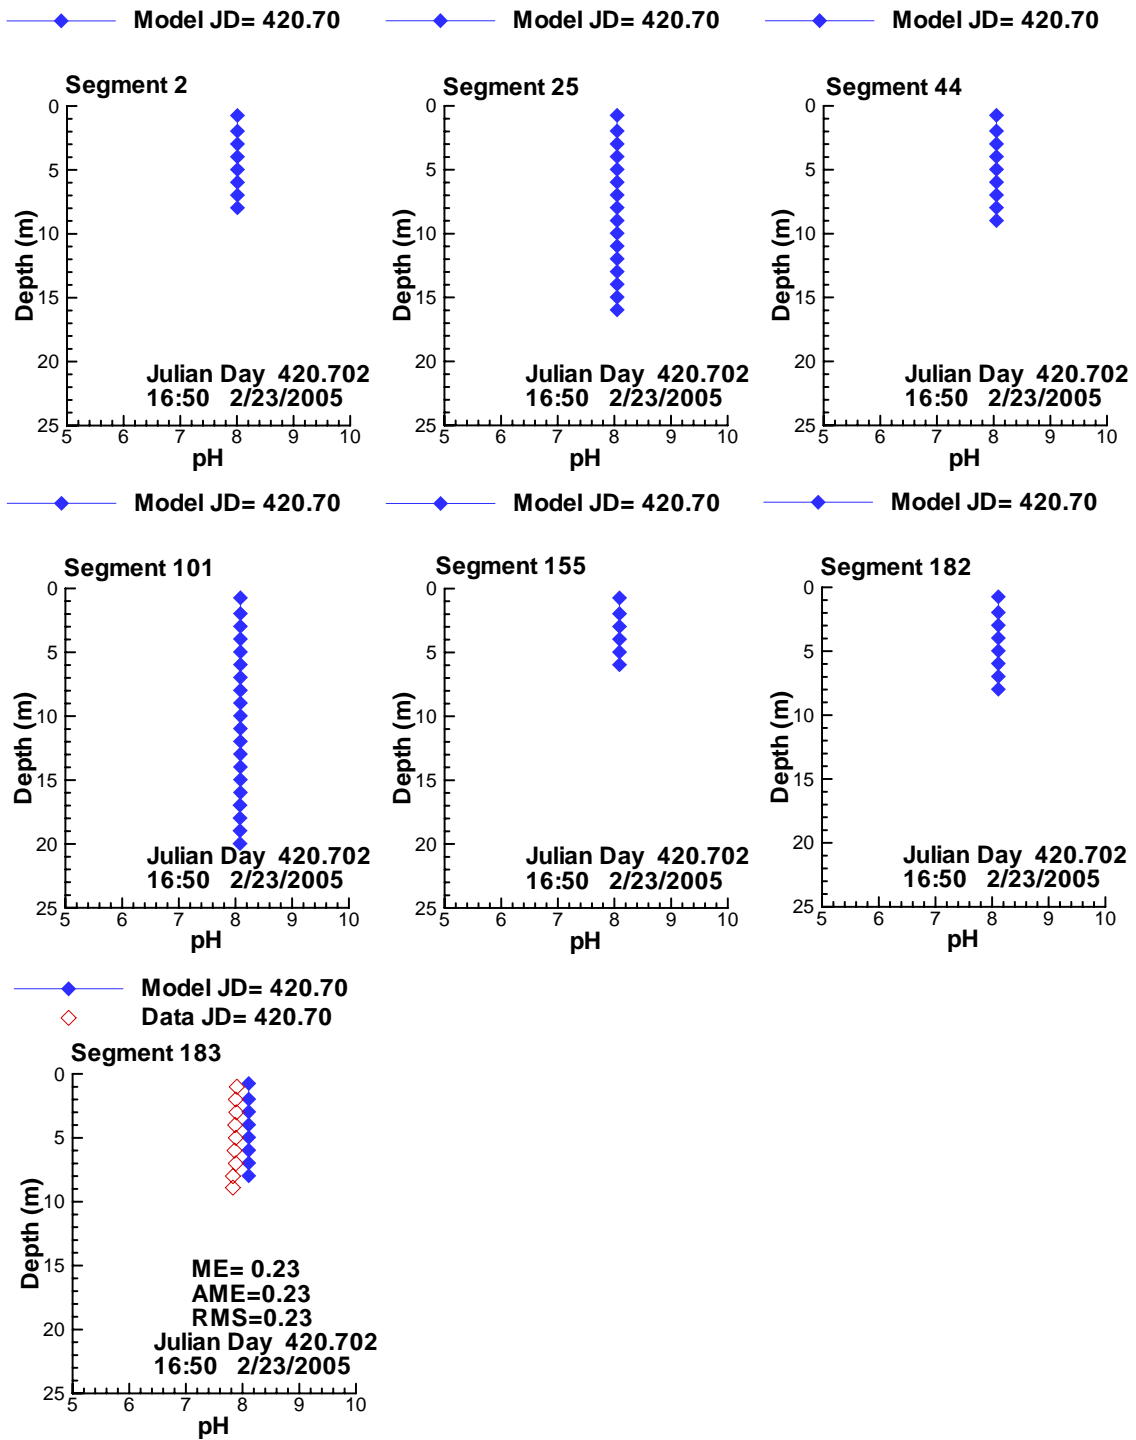 Model JD= 420.70 Model JD= 420.70 Model JD= 420.70
Segment 2
0
5
10
15
20
25
Depth (m)
Julian Day 420.702
16:50 2/23/2005
5 6 7 8 9 10
pH
Segment 25
0
5
10
15
20
25
Depth (m)
Julian Day 420.702
16:50 2/23/2005
5 6 7 8 9 10
pH
Segment 44
0
5
10
15
20
25
Depth (m)
Julian Day 420.702
16:50 2/23/2005
5 6 7 8 9 10
pH
Model JD= 420.70 Model JD= 420.70 Model JD= 420.70
Segment 101
0
5
10
15
20
25
Depth (m)
Julian Day 420.702
16:50 2/23/2005
5 6 7 8 9 10
pH
Segment 155
0
5
10
15
20
25
Depth (m)
Julian Day 420.702
16:50 2/23/2005
5 6 7 8 9 10
pH
Segment 182
0
5
10
15
20
25
Depth (m)
Julian Day 420.702
16:50 2/23/2005
5 6 7 8 9 10
pH
Model JD= 420.70
Data JD= 420.70
Segment 183
0
5
10
15
20
25
Depth (m)
ME= 0.23
AME=0.23
RMS=0.23
Julian Day 420.702
16:50 2/23/2005
5 6 7 8 9 10
pH